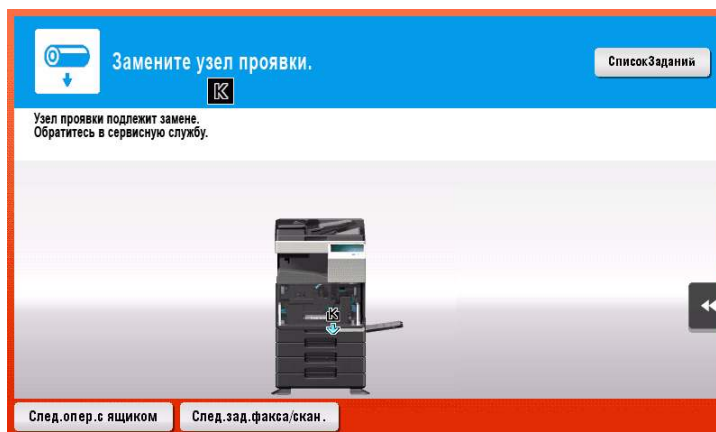 Замените узел проявки.
СписокЗаданий
K
Узел проявки подлежит замене.
Обратитесь в сервисную службу.
K
След.опер.с ящиком
След.зад.факса/скан.